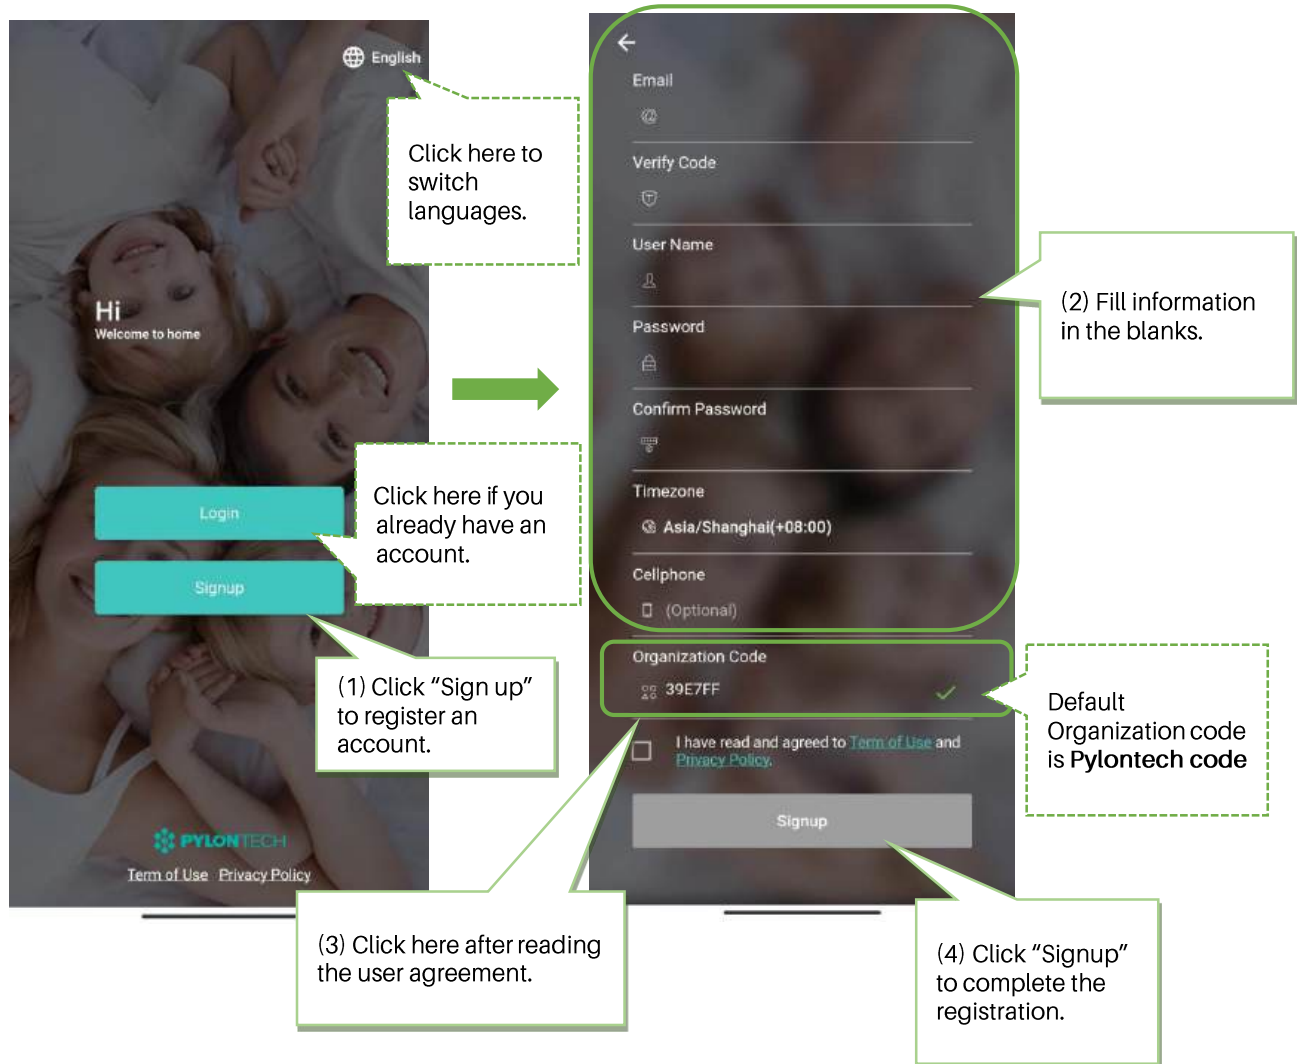 English
Click here to
switch
languages.
Hi
Welcome to home
Login
Click here if you
already have an
account.
Signup
(1) Click “Sign up”
to register an
account.
PYLONTECH
Term of Use Privacy Policy
Email
Verify Code
User Name
(2) Fill information
in the blanks.
Password
Confirm Password
Timezone
Asia/Shanghai(+08:00)
Cellphone
(Optional)
Organization Code
39E7FF
Default
Organization code
is Pylontech code
I have read and agreed to Term of Use and
Privacy Policy.
Signup
(3) Click here after reading
the user agreement.
(4) Click “Signup”
to complete the
registration.